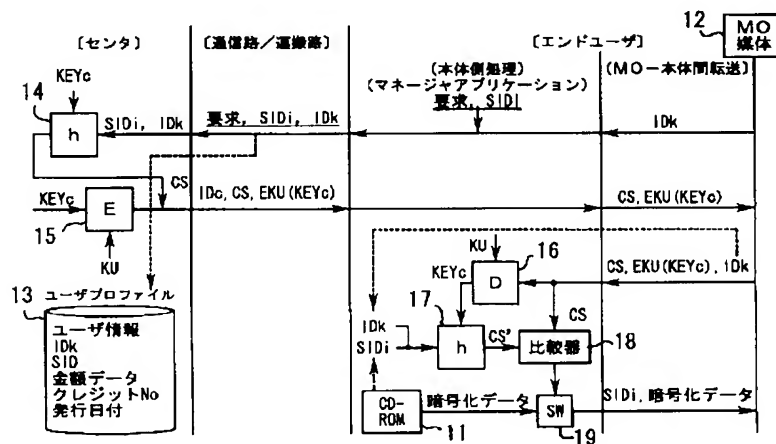 12
MO
媒体
〔センタ〕
〔通信路/運搬路〕
〔エンドユーザ〕
(本体側処理)
(マネージャアプリケーション)
(MO-本体間転送)
要求, SIDI
KEYc
14
h
SIDi, IDk
要求, SIDi, IDk
IDk
CS
KEYc
E
15
KU
IDc, CS, EKU(KEYc)
CS, EKU(KEYc)
KU
16
KEYc
D
CS, EKU(KEYc), IDk
13
ユーザプロファイル
ユーザ情報
IDk
SID
金額データ
クレジットNo
発行日付
17
IDk
SIDi
h
CS'
CS
比較器
18
CD-
ROM
11
暗号化データ
SW
19
SIDi, 暗号化データ